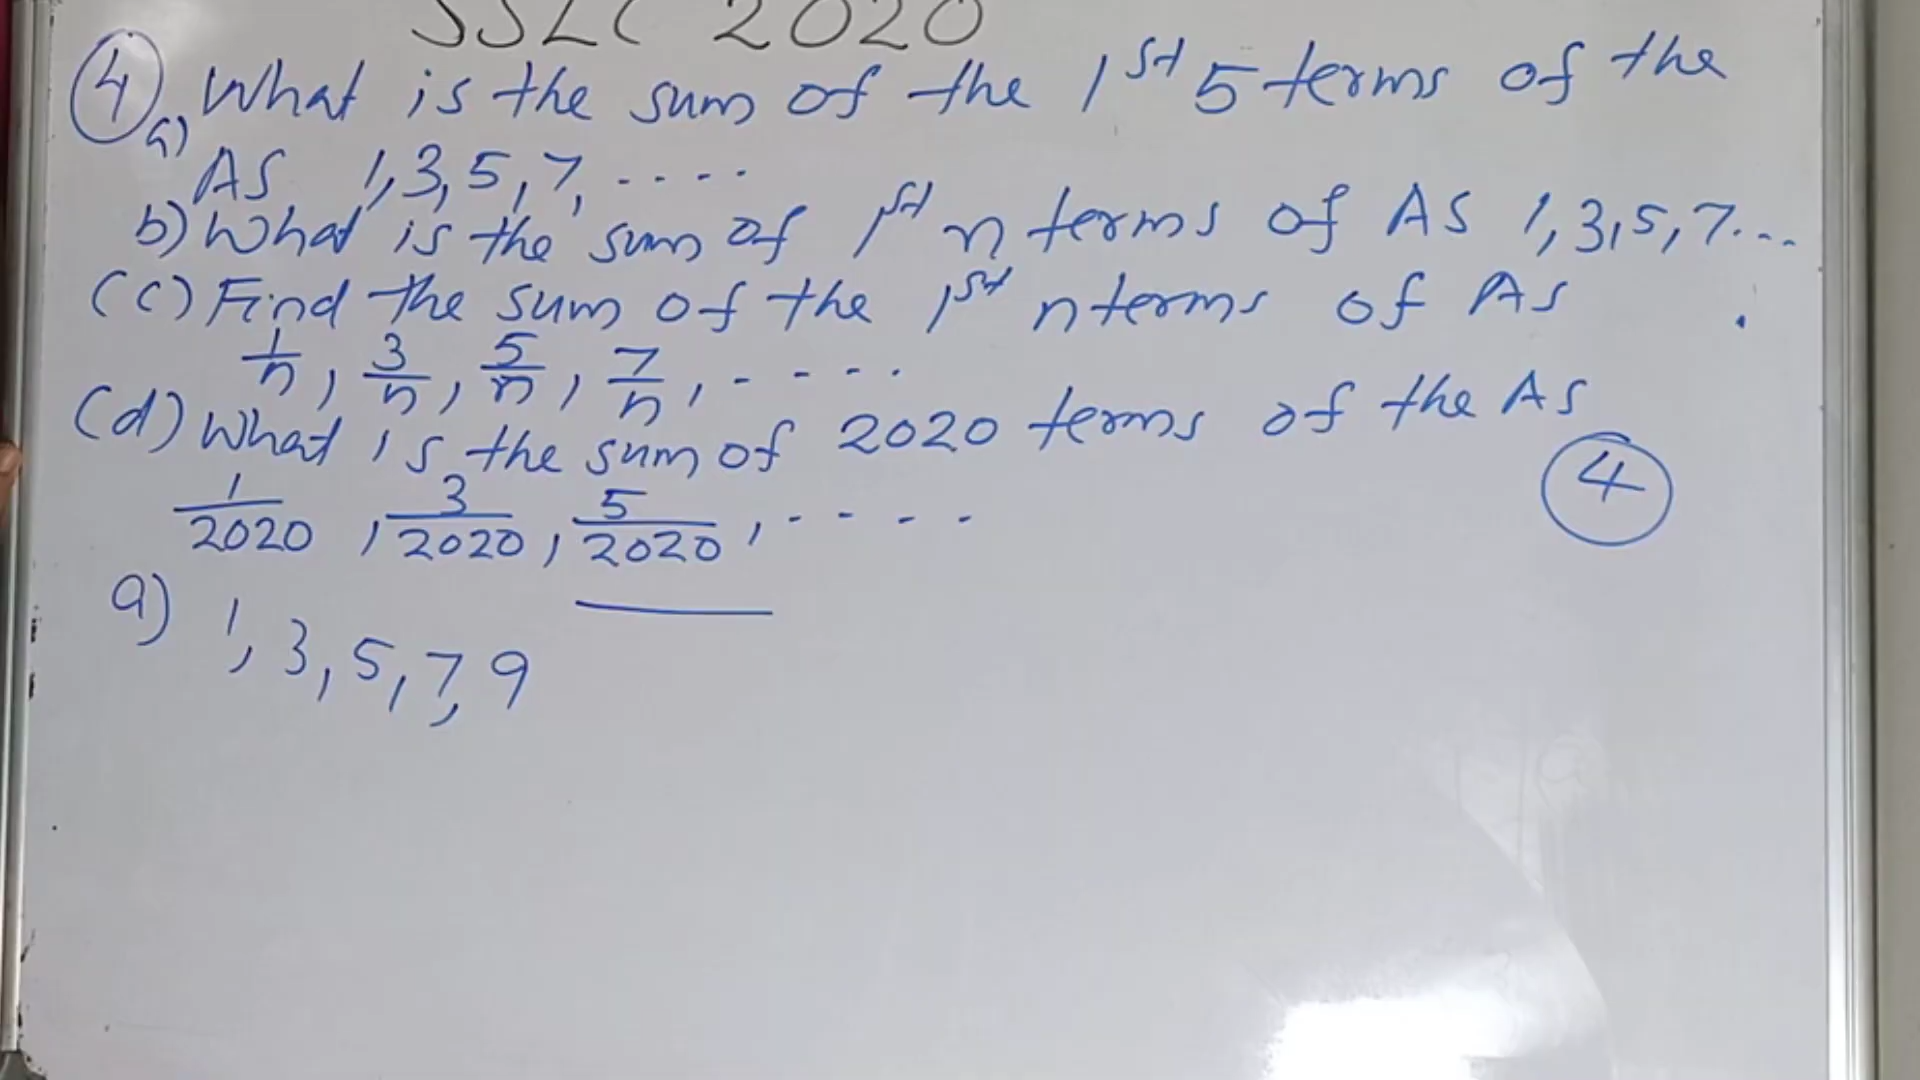 SSLC 2020
4 a) What is the sum of the 1st 5 terms of the
AS 1, 3, 5, 7, ....
b) What is the sum of 1st n terms of AS 1, 3, 5, 7...
(c) Find the sum of the 1st n terms of AS
1/n, 3/n, 5/n, 7/n, .....
(d) What is the sum of 2020 terms of the AS
1/2020, 3/2020, 5/2020, ....
4
a) 1, 3, 5, 7, 9